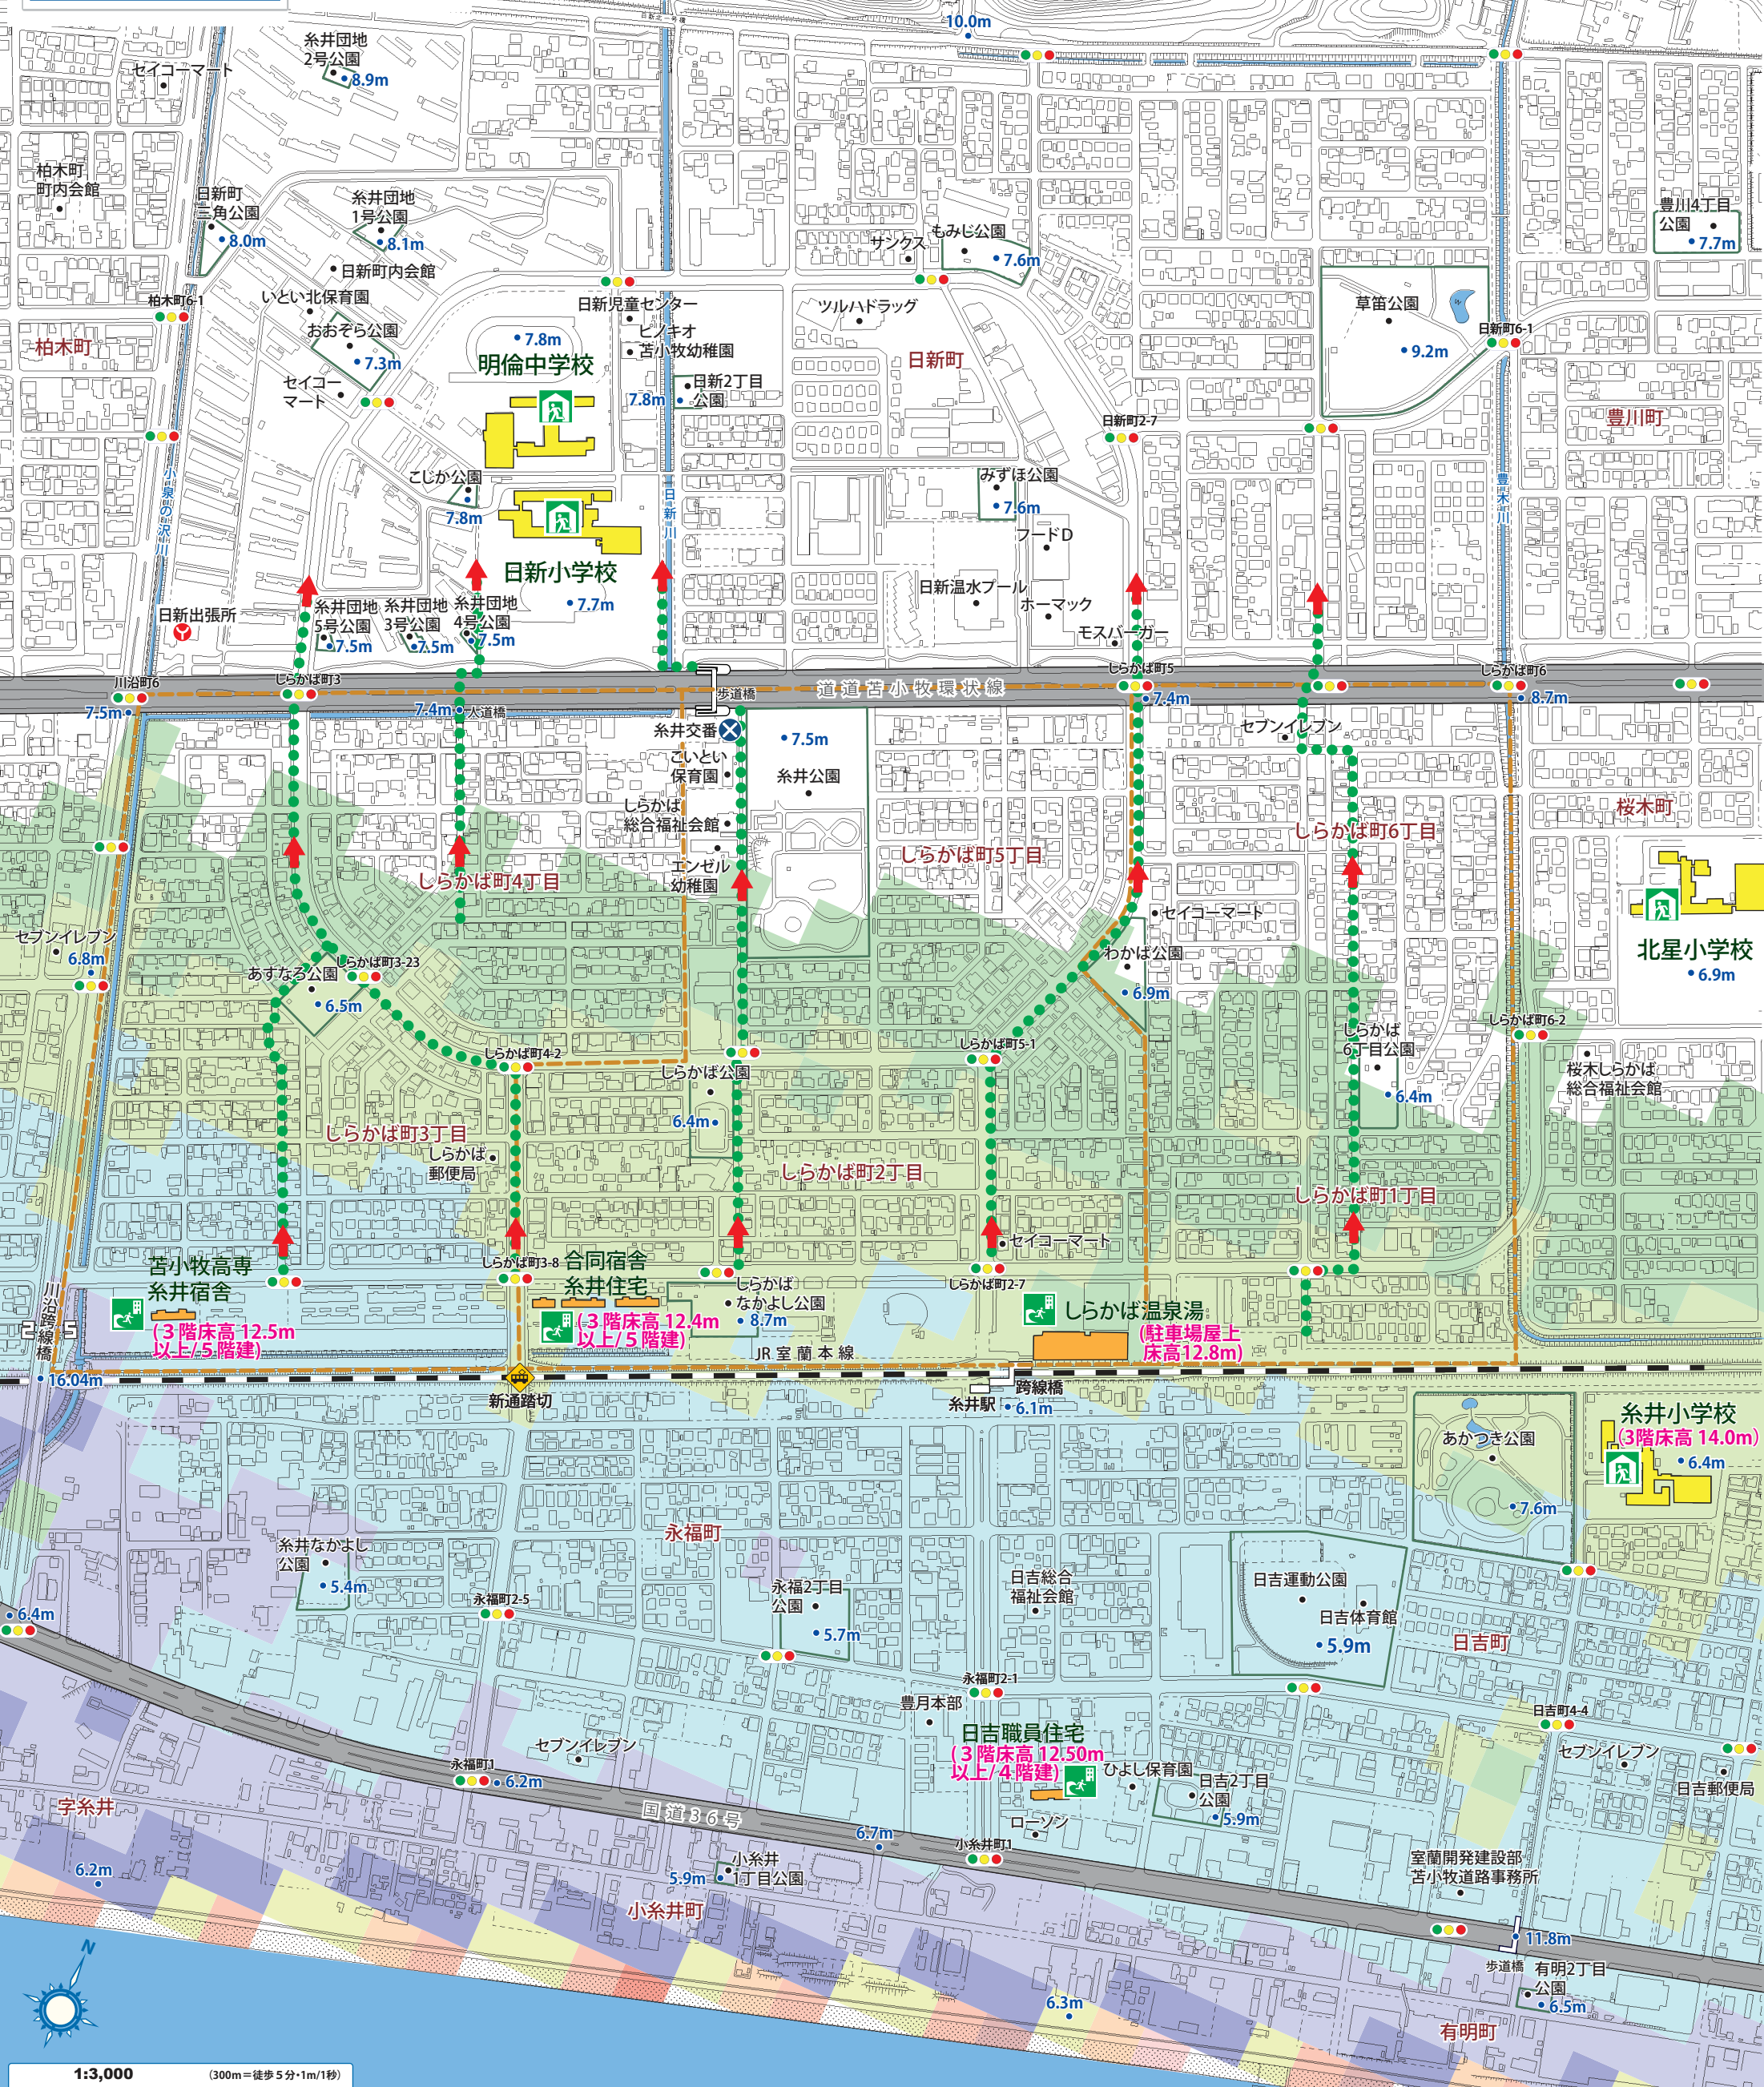 日新北一号橋
10.0m
糸井団地
2号公園
8.9m
セイコーマート
柏木町
町内会館
日新町
三角公園
8.0m
糸井団地
1号公園
8.1m
日新町内会館
豊川4丁目
公園
7.7m
サンクス
もみじ公園
7.6m
柏木町6-1
いとい北保育園
おおぞら公園
7.3m
柏木町
セイコー
マート
7.8m
明倫中学校
日新児童センター
ピノキオ
苫小牧幼稚園
日新2丁目
公園
7.8m
ツルハドラッグ
日新町
草笛公園
9.2m
日新町6-1
豊川町
日新町2-7
小泉の沢川
こじか公園
7.8m
日新川
みずほ公園
7.6m
フードD
豊木川
日新小学校
7.7m
日新温水プール
ホーマック
モスバーガー
日新出張所
糸井団地
5号公園
7.5m
糸井団地
3号公園
7.5m
糸井団地
4号公園
7.5m
川沿町6
7.5m
しらかば町3
7.4m
人道橋
歩道橋
道道苫小牧環状線
しらかば町5
7.4m
しらかば町6
8.7m
糸井交番
7.5m
セブンイレブン
こいとい
保育園
糸井公園
しらかば
総合福祉会館
エンゼル
幼稚園
しらかば町4丁目
しらかば町5丁目
しらかば町6丁目
桜木町
北星小学校
6.9m
セイコーマート
わかば公園
6.9m
セブンイレブン
6.8m
あすなろ公園
6.5m
しらかば町3-23
しらかば町4-2
しらかば公園
6.4m
しらかば町5-1
しらかば
6丁目公園
6.4m
しらかば町6-2
桜木しらかば
総合福祉会館
しらかば町3丁目
しらかば
郵便局
しらかば町2丁目
しらかば町1丁目
セイコーマート
苫小牧高専
糸井宿舎
(3階床高 12.5m
以上/5階建)
しらかば町3-8
合同宿舎
糸井住宅
(3階床高 12.4m
以上/5階建)
しらかば
なかよし公園
8.7m
しらかば町2-7
しらかば温泉湯
(駐車場屋上
床高12.8m)
川沿跨線橋
16.04m
JR室蘭本線
新通踏切
糸井駅
跨線橋
6.1m
あかつき公園
7.6m
糸井小学校
(3階床高 14.0m)
6.4m
永福町
糸井なかよし
公園
5.4m
永福町2-5
永福2丁目
公園
5.7m
日吉総合
福祉会館
日吉運動公園
日吉体育館
5.9m
日吉町
6.4m
永福町2-1
豊月本部
日吉職員住宅
(3階床高 12.50m
以上/4階建)
ひよし保育園
日吉2丁目
公園
5.9m
日吉町4-4
セブンイレブン
日吉郵便局
セブンイレブン
永福町1
6.2m
字糸井
国道36号
ローソン
小糸井町1
6.7m
6.2m
小糸井
1丁目公園
5.9m
小糸井町
室蘭開発建設部
苫小牧道路事務所
11.8m
歩道橋
有明2丁目
公園
6.5m
6.3m
有明町
N
1:3,000
(300m=徒歩5分・1m/1秒)